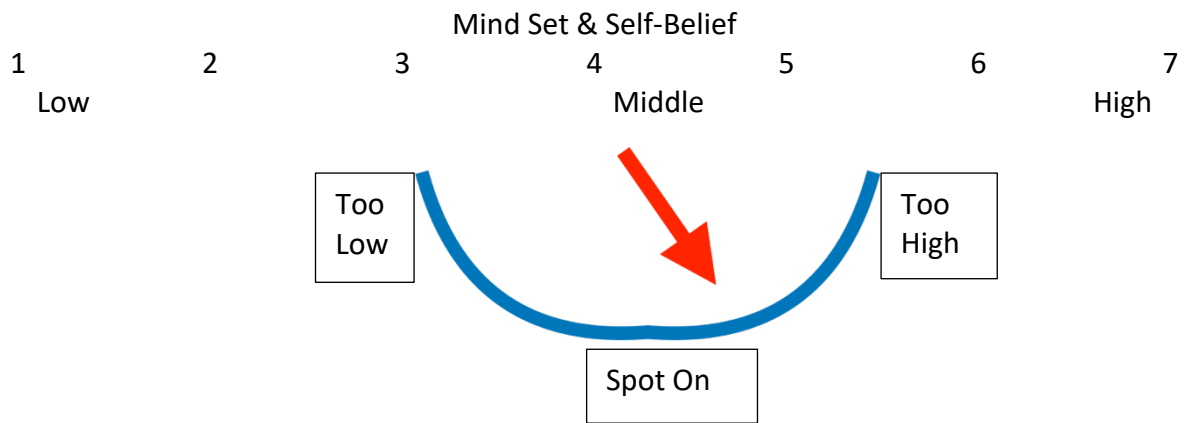 Mind Set & Self-Belief
1 2 3 4 5 6 7
Low Middle High
Too
Low
Too
High
Spot On